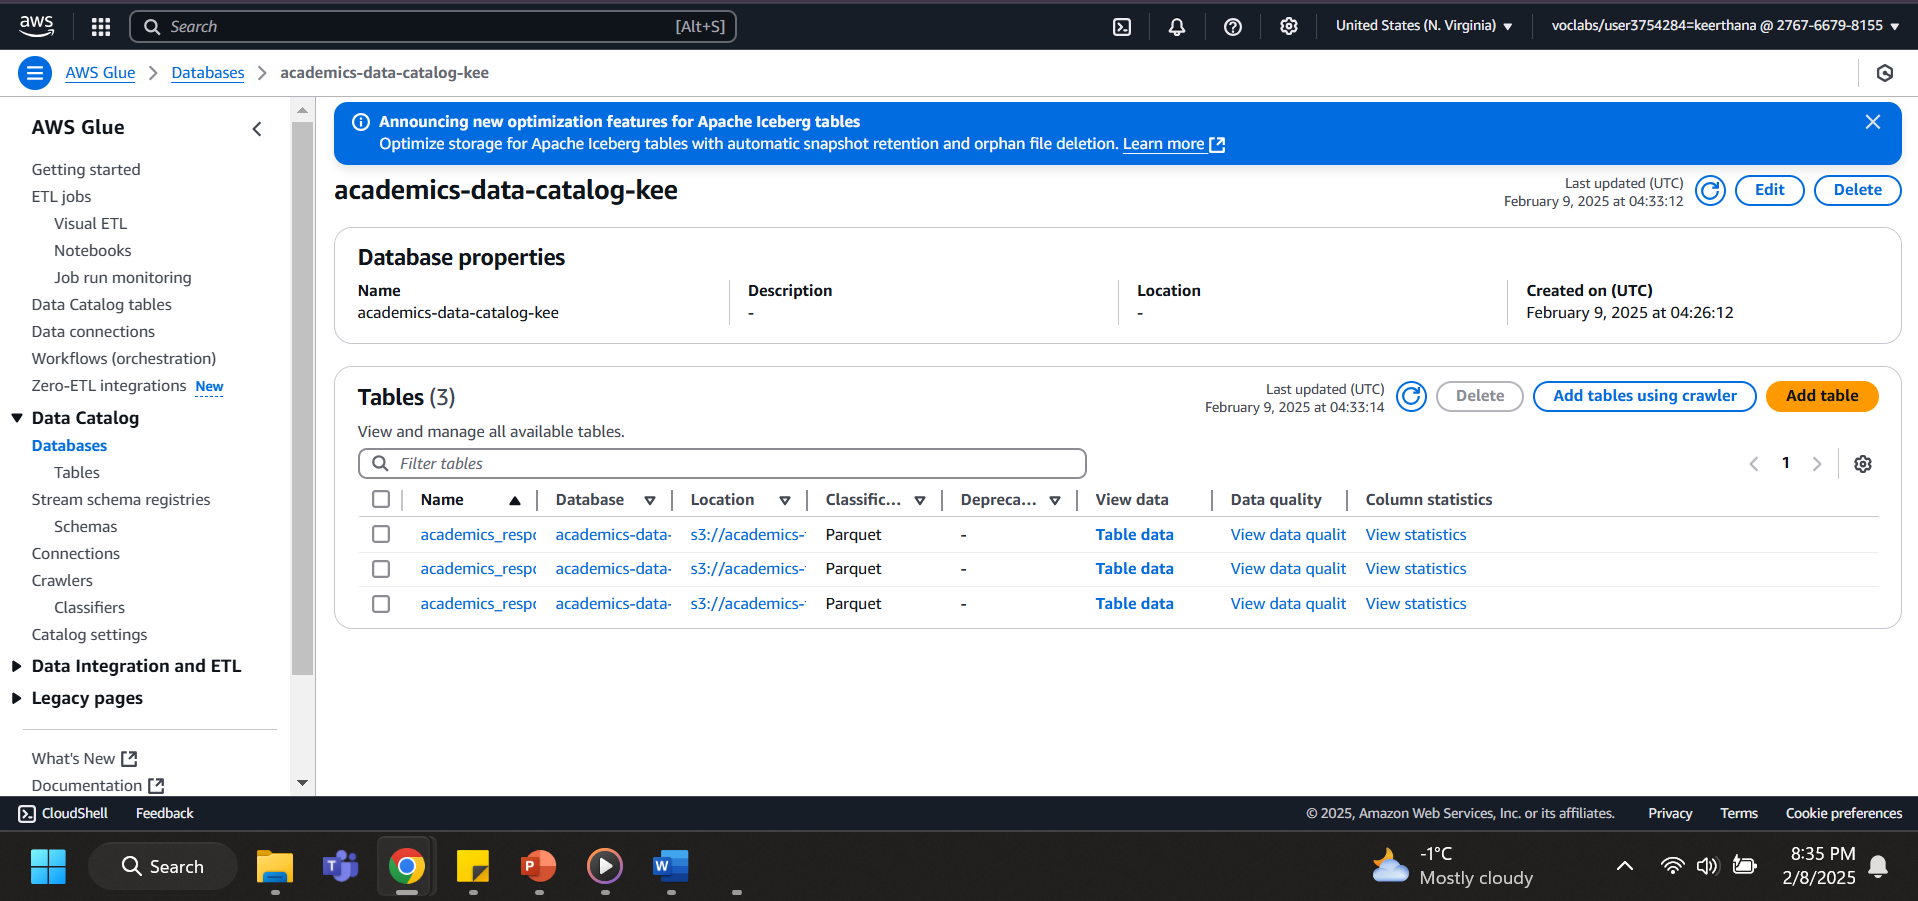 aws
Search
[Alt+S]
United States (N. Virginia)
voclabs/user3754284=keerthana @ 2767-6679-8155
AWS Glue
Databases
academics-data-catalog-kee
AWS Glue
Getting started
ETL jobs
Visual ETL
Notebooks
Job run monitoring
Data Catalog tables
Data connections
Workflows (orchestration)
Zero-ETL integrations New
Data Catalog
Databases
Tables
Stream schema registries
Schemas
Connections
Crawlers
Classifiers
Catalog settings
Data Integration and ETL
Legacy pages
What's New
Documentation
Announcing new optimization features for Apache Iceberg tables
Optimize storage for Apache Iceberg tables with automatic snapshot retention and orphan file deletion. Learn more
academics-data-catalog-kee
Last updated (UTC)
February 9, 2025 at 04:33:12
Edit
Delete
Database properties
Name
academics-data-catalog-kee
Description
-
Location
-
Created on (UTC)
February 9, 2025 at 04:26:12
Tables (3)
Last updated (UTC)
February 9, 2025 at 04:33:14
Delete
Add tables using crawler
Add table
View and manage all available tables.
Filter tables
1
Name Database Location Classific... Depreca... View data Data quality Column statistics
academics_respo academics-data- s3://academics- Parquet - Table data View data qualit View statistics
academics_respo academics-data- s3://academics- Parquet - Table data View data qualit View statistics
academics_respo academics-data- s3://academics- Parquet - Table data View data qualit View statistics
CloudShell
Feedback
© 2025, Amazon Web Services, Inc. or its affiliates.
Privacy
Terms
Cookie preferences
Search
-1°C
Mostly cloudy
8:35 PM
2/8/2025